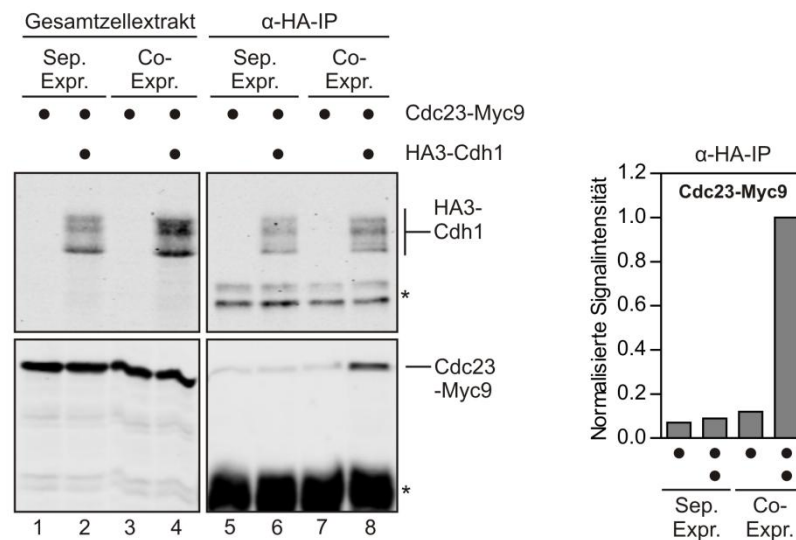 Gesamtzellextrakt α-HA-IP
Sep. Expr. Co- Expr. Sep. Expr. Co- Expr.
Cdc23-Myc9
HA3-Cdh1
HA3-
Cdh1
*
Cdc23
-Myc9
*
1 2 3 4 5 6 7 8
α-HA-IP
Cdc23-Myc9
Normalisierte Signalintensität
1.2
1.0
0.8
0.6
0.4
0.2
0.0
Sep. Co-
Expr. Expr.